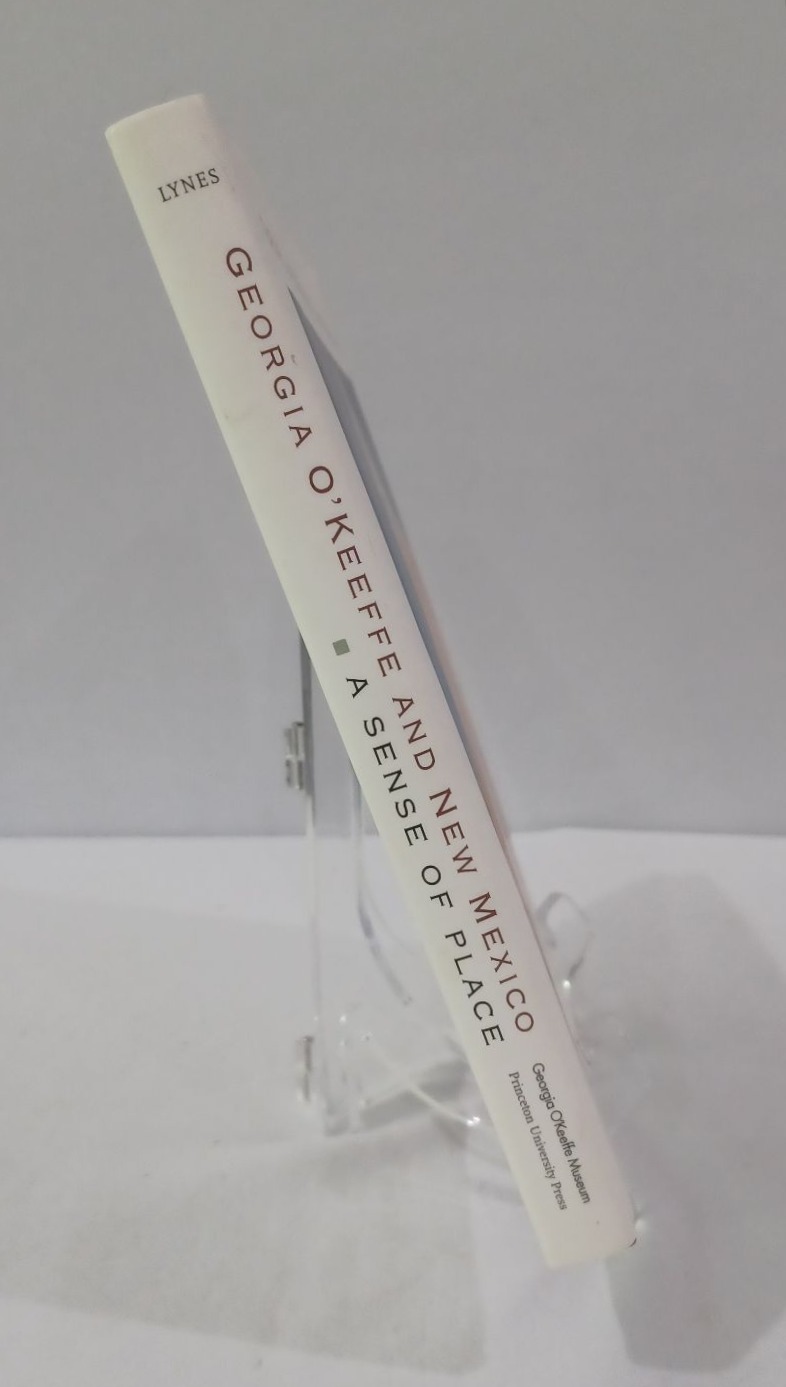 LYNES
GEORGIA O'KEEFFE AND NEW MEXICO
A SENSE OF PLACE
Georgia O'Keeffe Museum
Princeton University Press